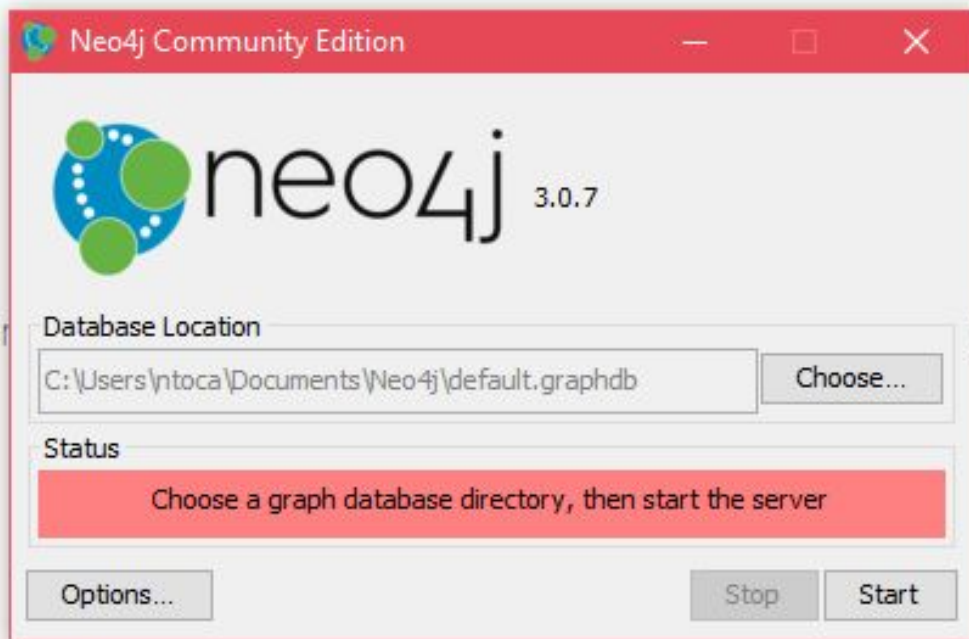 Neo4j Community Edition
neo4j 3.0.7
Database Location
C:\Users\ntoca\Documents\Neo4j\default.graphdb
Choose...
Status
Choose a graph database directory, then start the server
Options...
Stop
Start